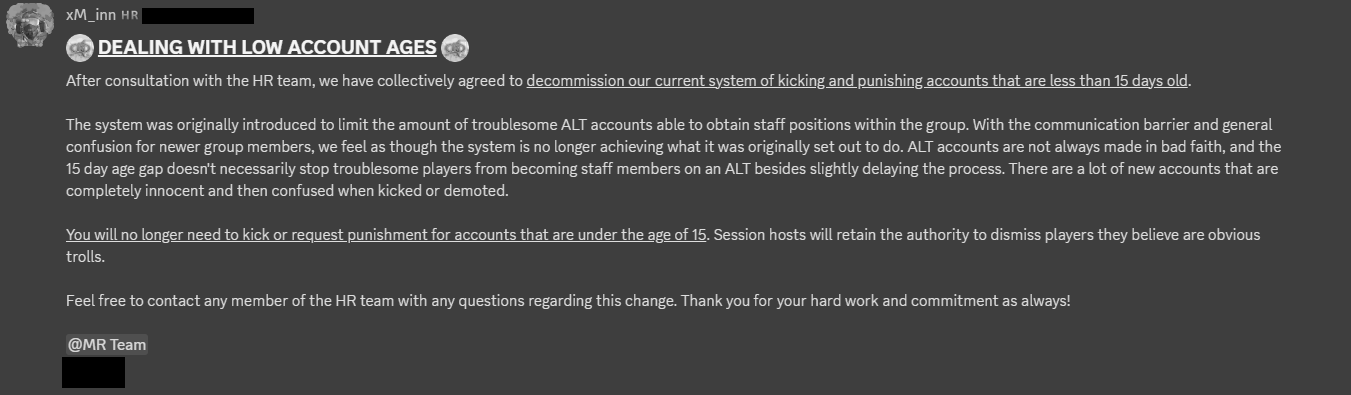 xM_inn HR
DEALING WITH LOW ACCOUNT AGES
After consultation with the HR team, we have collectively agreed to decommission our current system of kicking and punishing accounts that are less than 15 days old.
The system was originally introduced to limit the amount of troublesome ALT accounts able to obtain staff positions within the group. With the communication barrier and general
confusion for newer group members, we feel as though the system is no longer achieving what it was originally set out to do. ALT accounts are not always made in bad faith, and the
15 day age gap doesn't necessarily stop troublesome players from becoming staff members on an ALT besides slightly delaying the process. There are a lot of new accounts that are
completely innocent and then confused when kicked or demoted.
You will no longer need to kick or request punishment for accounts that are under the age of 15. Session hosts will retain the authority to dismiss players they believe are obvious
trolls.
Feel free to contact any member of the HR team with any questions regarding this change. Thank you for your hard work and commitment as always!
@MR Team